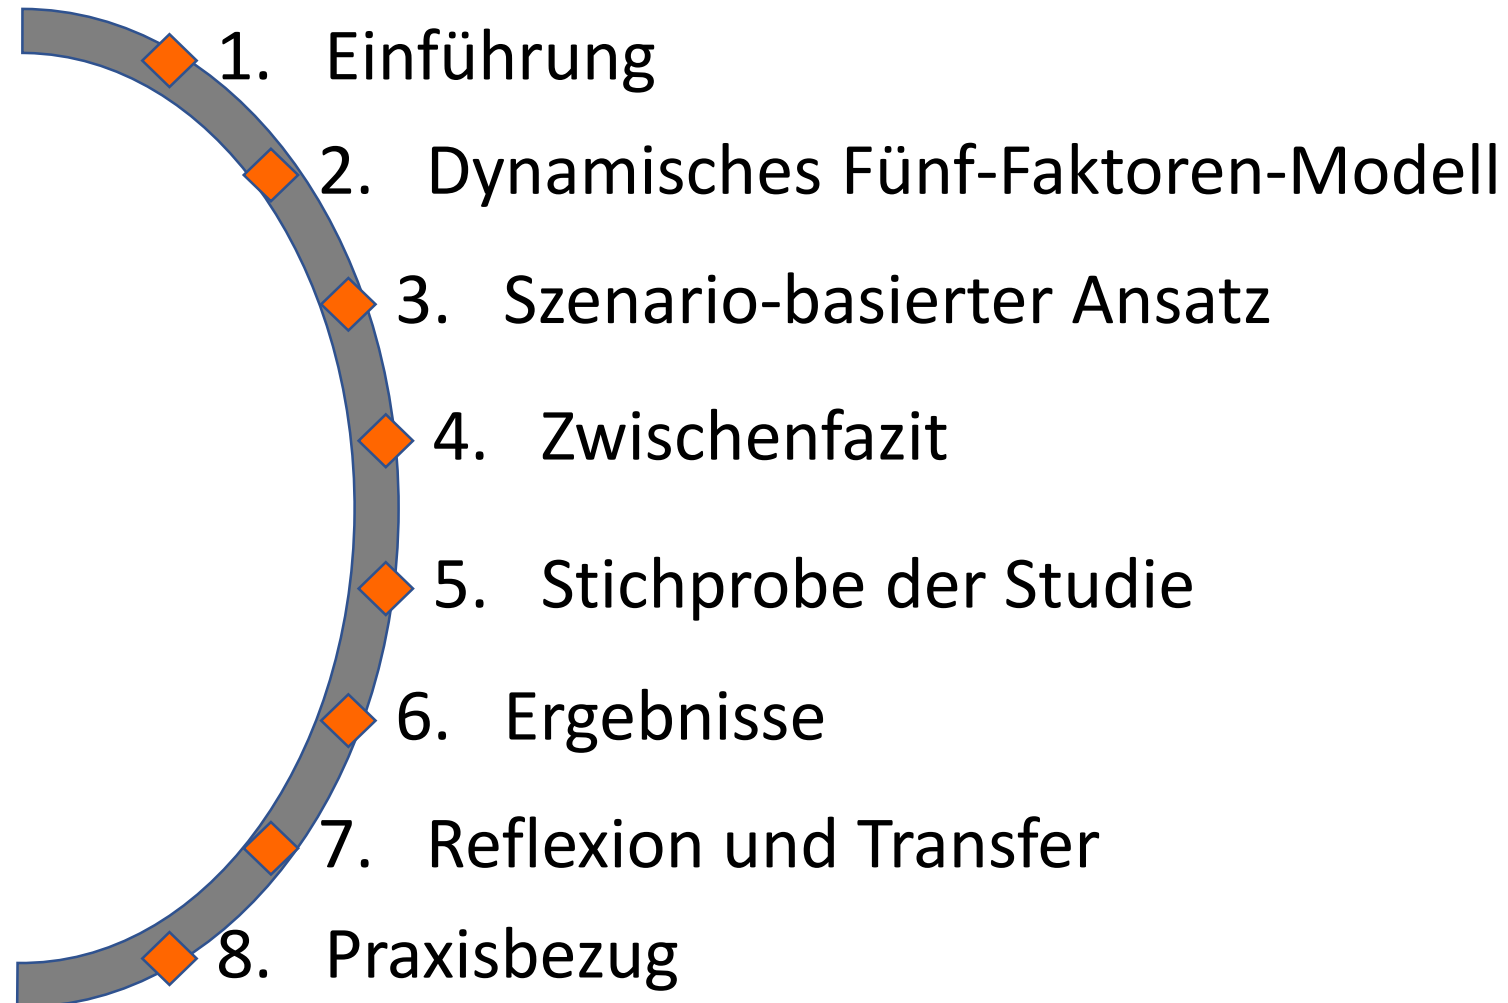 1. Einführung
2. Dynamisches Fünf-Faktoren-Modell
3. Szenario-basierter Ansatz
4. Zwischenfazit
5. Stichprobe der Studie
6. Ergebnisse
7. Reflexion und Transfer
8. Praxisbezug